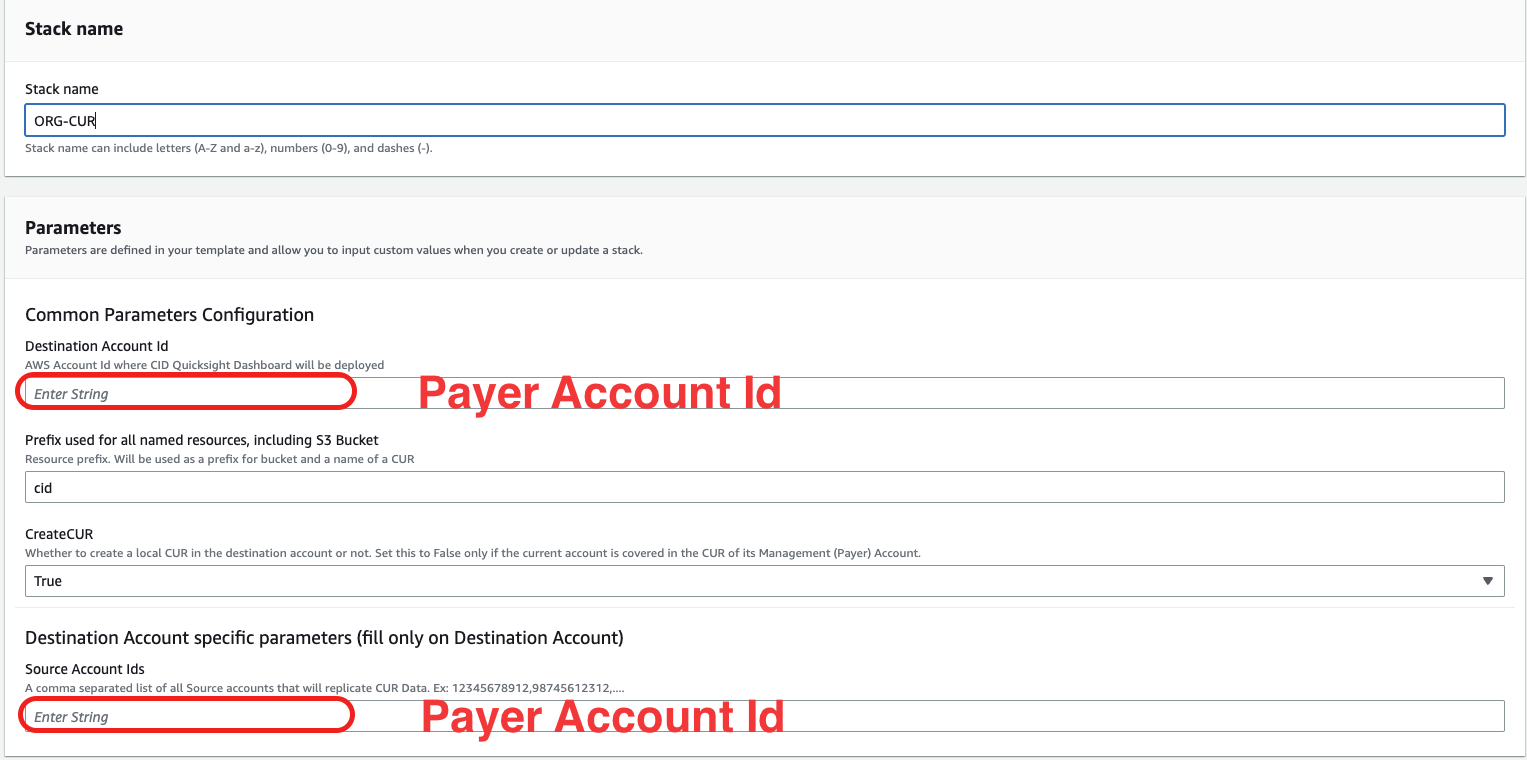 Stack name
Stack name
ORG-CUR
Stack name can include letters (A-Z and a-z), numbers (0-9), and dashes (-).
Parameters
Parameters are defined in your template and allow you to input custom values when you create or update a stack.
Common Parameters Configuration
Destination Account Id
AWS Account Id where CID Quicksight Dashboard will be deployed
Enter String
Payer Account Id
Prefix used for all named resources, including S3 Bucket
Resource prefix. Will be used as a prefix for bucket and a name of a CUR
cid
CreateCUR
Whether to create a local CUR in the destination account or not. Set this to False only if the current account is covered in the CUR of its Management (Payer) Account.
True
Destination Account specific parameters (fill only on Destination Account)
Source Account Ids
A comma separated list of all Source accounts that will replicate CUR Data. Ex: 12345678912,98745612312,....
Enter String
Payer Account Id